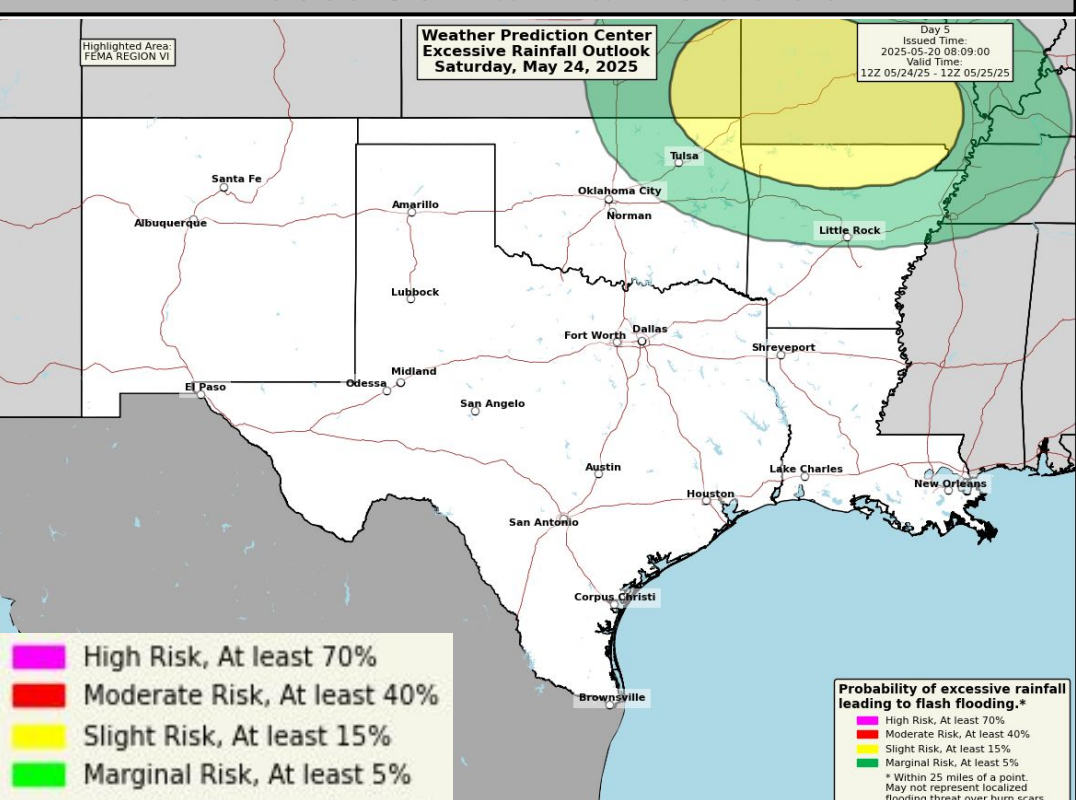 Highlighted Area:
FEMA REGION VI
Weather Prediction Center
Excessive Rainfall Outlook
Saturday, May 24, 2025
Day 5
Issued Time:
2025-05-20 08:09:00
Valid Time:
12Z 05/24/25 - 12Z 05/25/25
Tulsa
Santa Fe
Oklahoma City
Amarillo
Norman
Albuquerque
Little Rock
Lubbock
Fort Worth
Dallas
Shreveport
Midland
Odessa
El Paso
San Angelo
Austin
Lake Charles
New Orleans
Houston
San Antonio
Corpus Christi
Brownsville
High Risk, At least 70%
Moderate Risk, At least 40%
Slight Risk, At least 15%
Marginal Risk, At least 5%
Probability of excessive rainfall
leading to flash flooding.*
High Risk, At least 70%
Moderate Risk, At least 40%
Slight Risk, At least 15%
Marginal Risk, At least 5%
* Within 25 miles of a point.
May not represent localized
flooding threat over burn scars